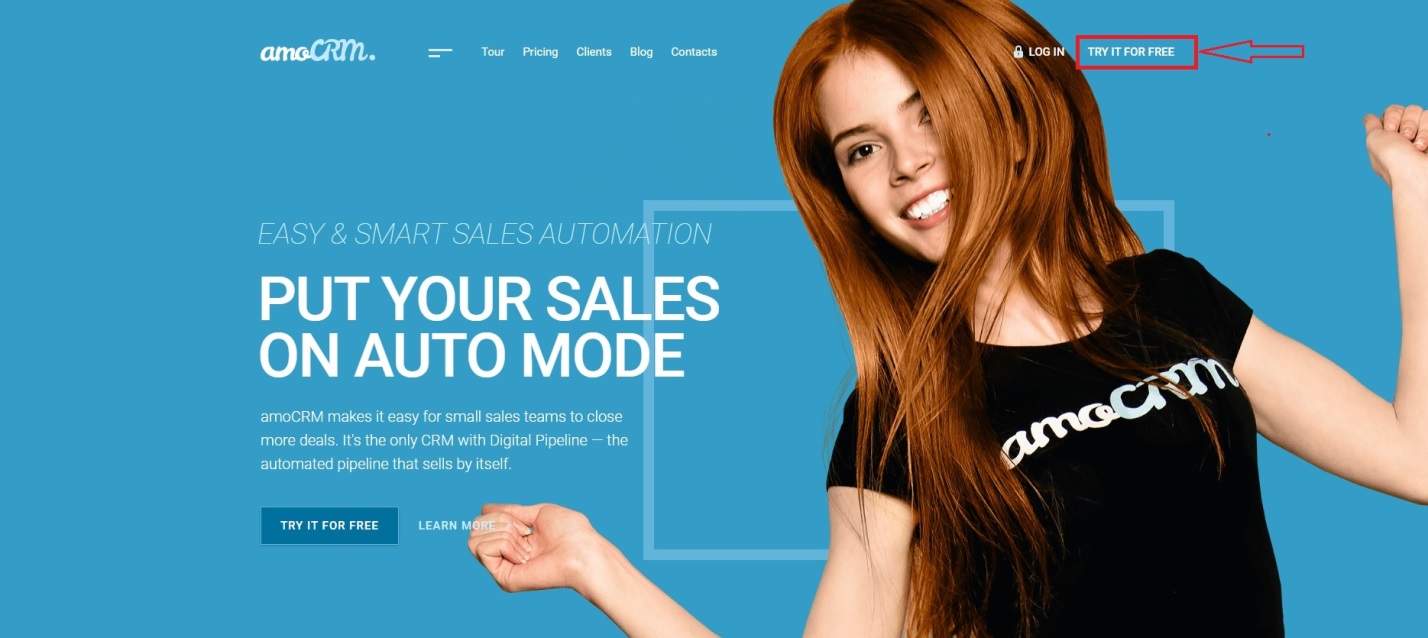 amoCRM.
Tour Pricing Clients Blog Contacts
LOG IN TRY IT FOR FREE
EASY & SMART SALES AUTOMATION
PUT YOUR SALES
ON AUTO MODE
amoCRM makes it easy for small sales teams to close
more deals. It's the only CRM with Digital Pipeline — the
automated pipeline that sells by itself.
TRY IT FOR FREE LEARN MORE
amoCRM